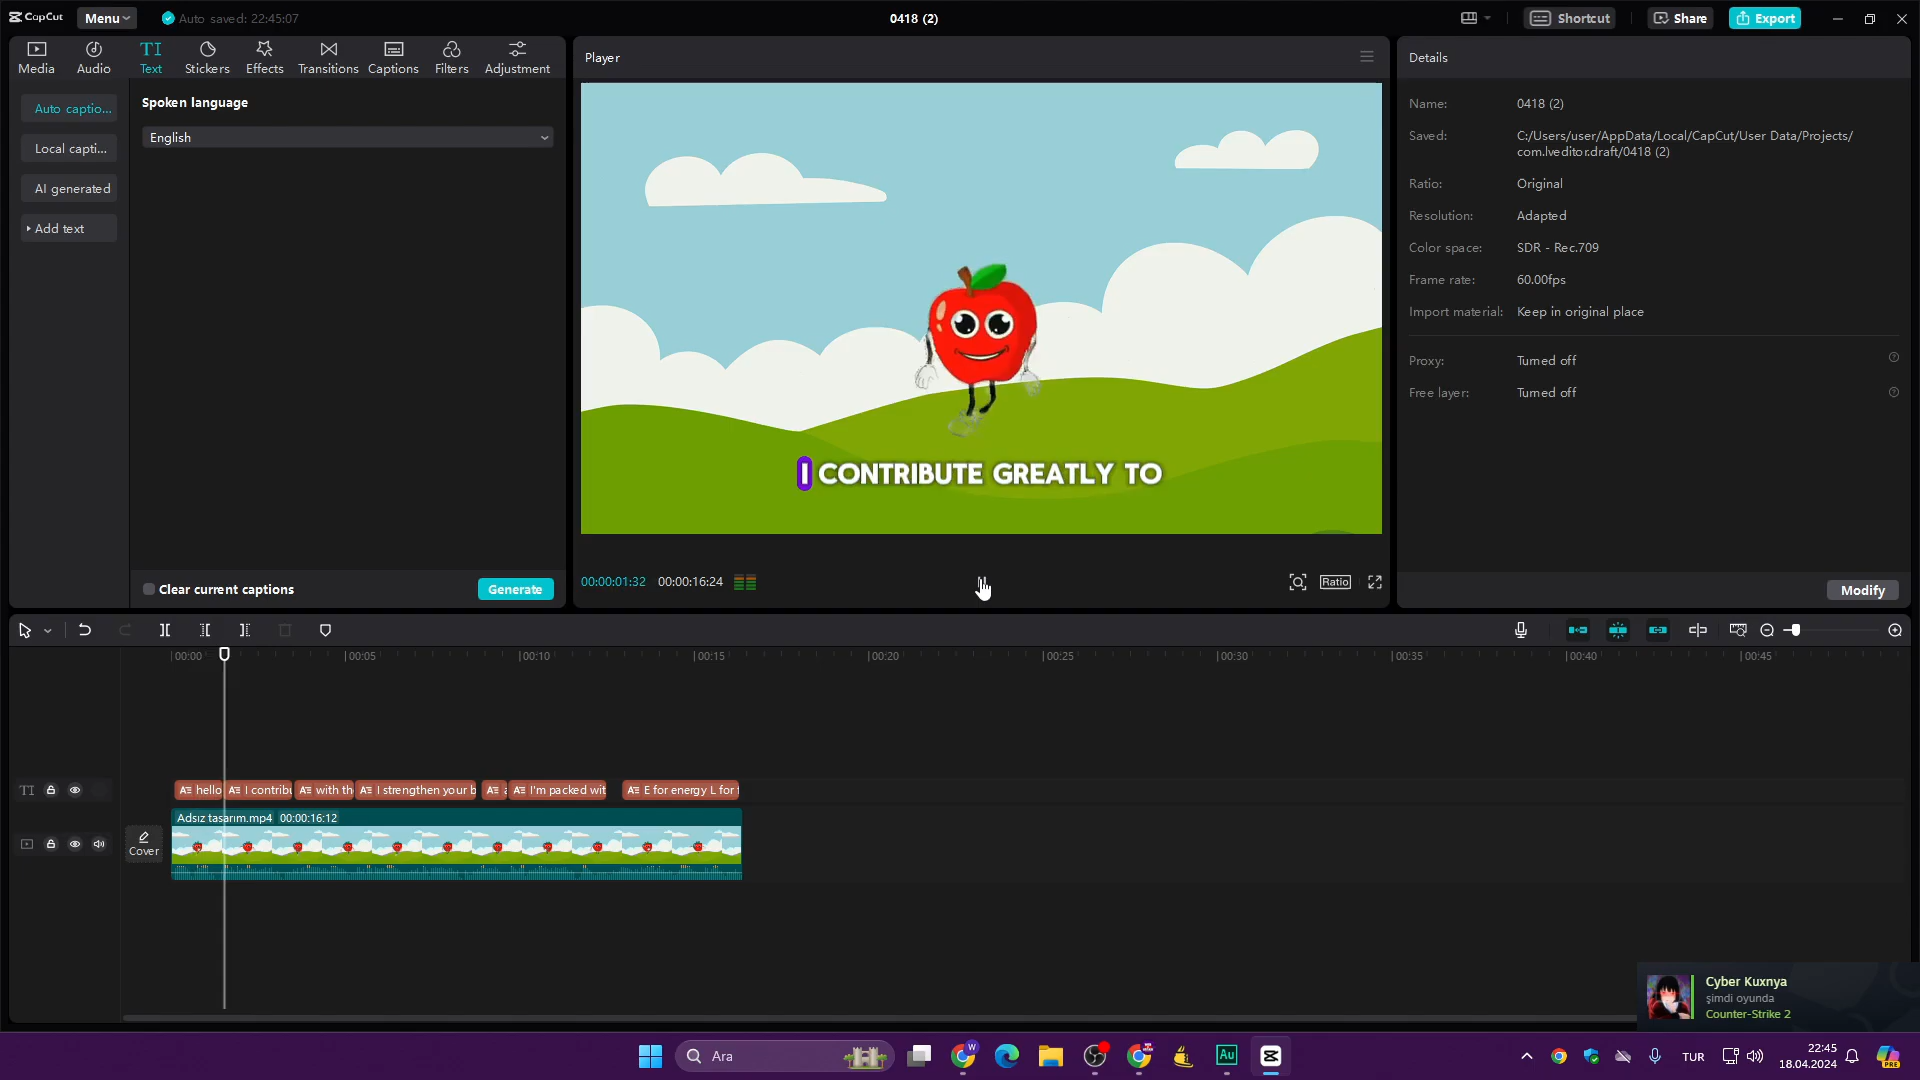 CapCut
Menu
Auto saved: 22:45:07
0418 (2)
Shortcut
Share
Export
Media
Audio
TI
Text
Stickers
Effects
Transitions
Captions
Filters
Adjustment
Auto captio...
Local capti...
AI generated
Add text
Spoken language
English
Clear current captions
Generate
Player
I CONTRIBUTE GREATLY TO
00:00:01:32
00:00:16:24
Ratio
Details
Name: 0418 (2)
Saved: C:/Users/user/AppData/Local/CapCut/User Data/Projects/
com.lveditor.draft/0418 (2)
Ratio: Original
Resolution: Adapted
Color space: SDR - Rec.709
Frame rate: 60.00fps
Import material: Keep in original place
Proxy: Turned off
Free layer: Turned off
Modify
00:00
00:05
00:10
00:15
00:20
00:25
00:30
00:35
00:40
00:45
TI
hello
I contribu
with the
I strengthen your b
I'm packed wit
E for energy L for
Cover
Adsız tasarım.mp4 00:00:16:12
Cyber Kuxnya
şimdi oyunda
Counter-Strike 2
Ara
W
Au
TUR
22:45
18.04.2024
PRE